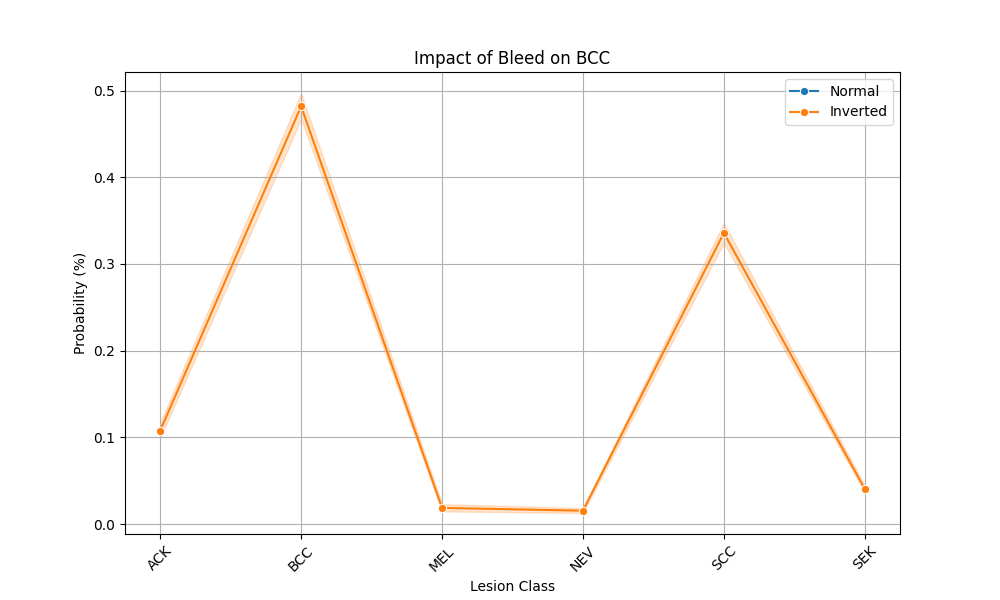 Impact of Bleed on BCC
Normal
Inverted
Probability (%)
0.5
0.4
0.3
0.2
0.1
0.0
ACK
BCC
MEL
NEV
SCC
SEK
Lesion Class